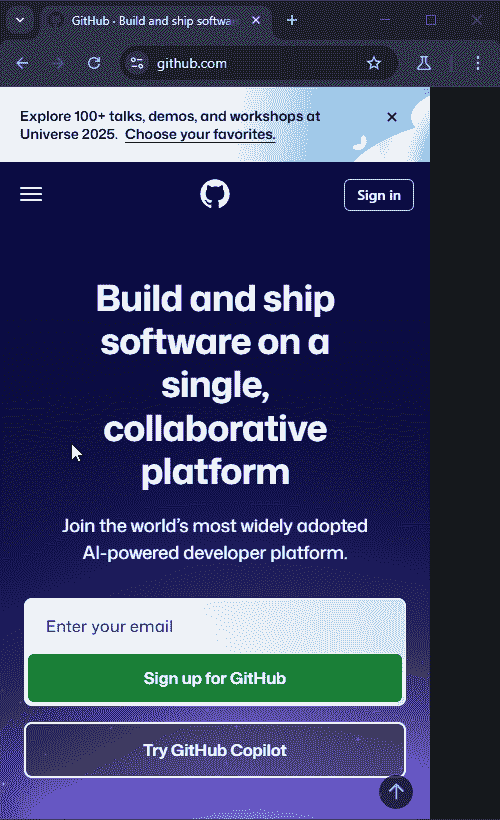 GitHub · Build and ship softwar
github.com
Explore 100+ talks, demos, and workshops at
Universe 2025. Choose your favorites.
Sign in
Build and ship
software on a
single,
collaborative
platform
Join the world's most widely adopted
AI-powered developer platform.
Enter your email
Sign up for GitHub
Try GitHub Copilot